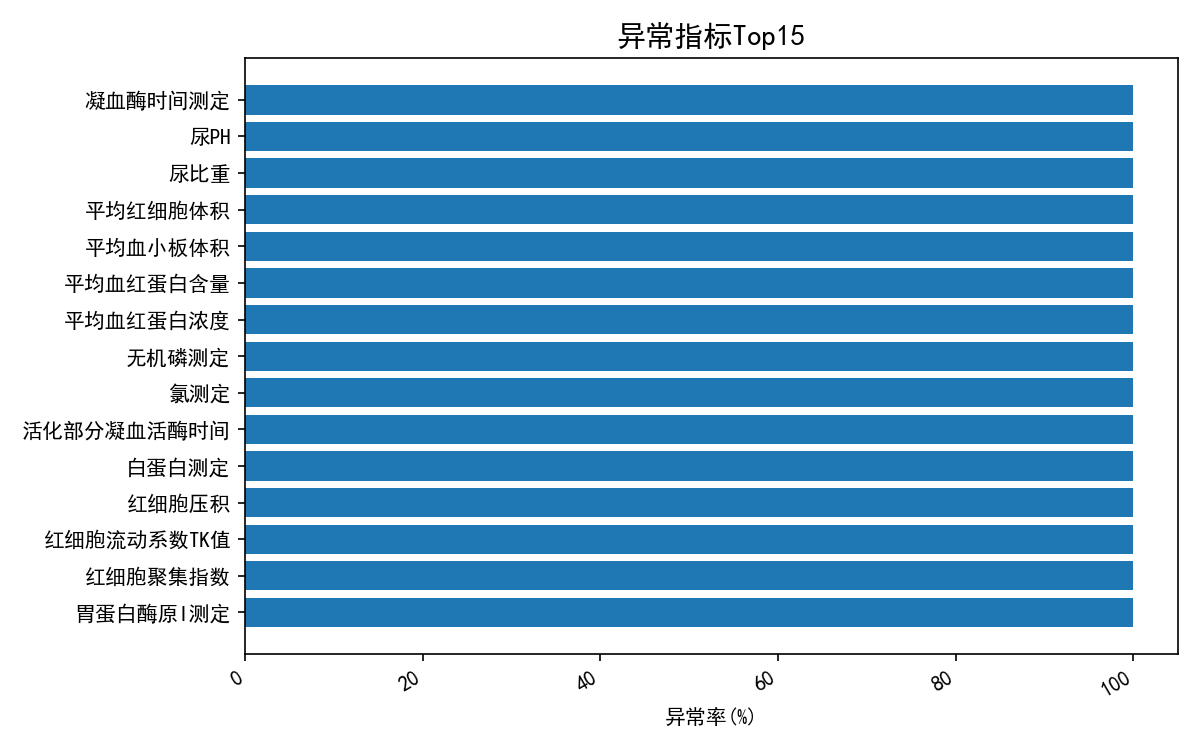 异常指标Top15
凝血酶时间测定
尿PH
尿比重
平均红细胞体积
平均血小板体积
平均血红蛋白含量
平均血红蛋白浓度
无机磷测定
氯测定
活化部分凝血活酶时间
白蛋白测定
红细胞压积
红细胞流动系数TK值
红细胞聚集指数
胃蛋白酶原I测定
0 20 40 60 80 100
异常率(%)